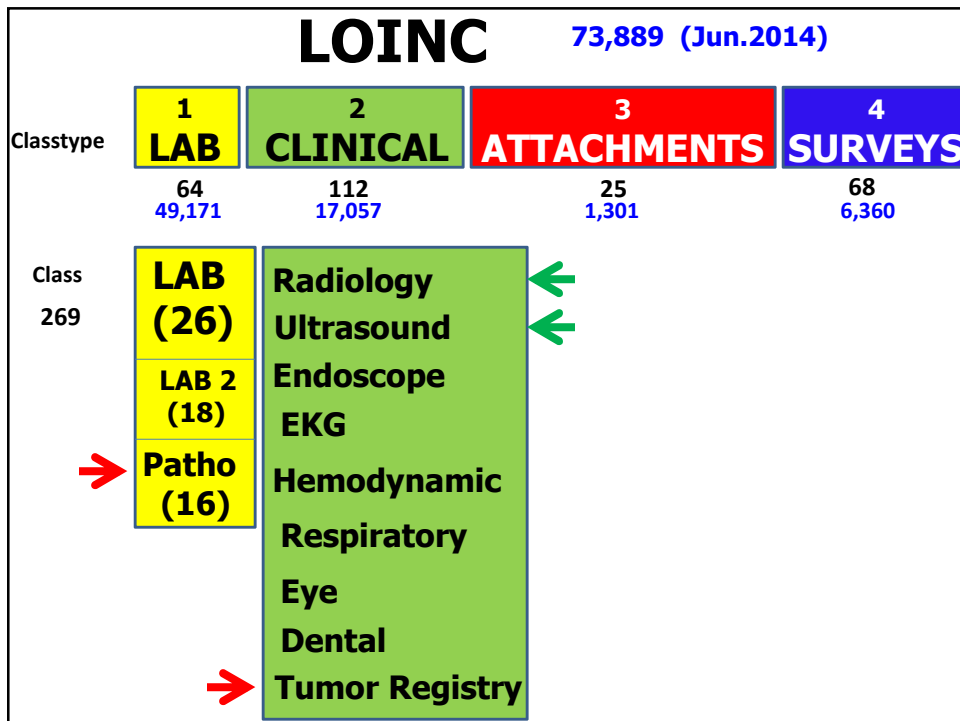 LOINC 73,889 (Jun.2014)
Classtype
1
LAB
2
CLINICAL
3
ATTACHMENTS
4
SURVEYS
64
49,171
112
17,057
25
1,301
68
6,360
Class
269
LAB
(26)
LAB 2
(18)
Patho
(16)
Radiology
Ultrasound
Endoscope
EKG
Hemodynamic
Respiratory
Eye
Dental
Tumor Registry